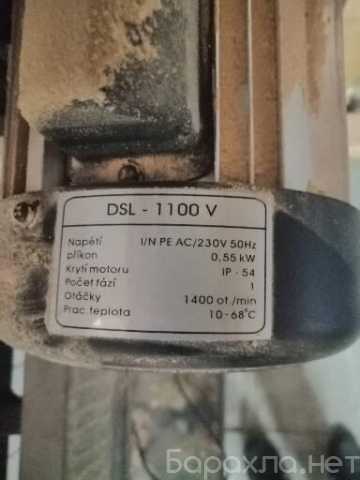 DSL - 1100 V
Napětí 1/N PE AC/230V 50Hz
příkon 0,55 kW
Krytí motoru IP - 54
Počet fází 1
Otáčky 1400 ot./min
Prac. teplota 10-68°C
Барахла.нет